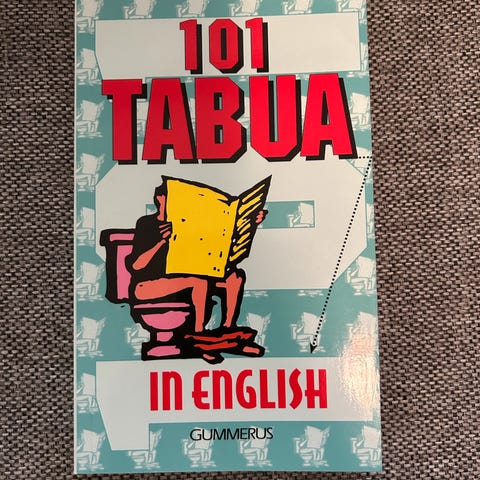 101
TABUA
IN ENGLISH
GUMMERUS